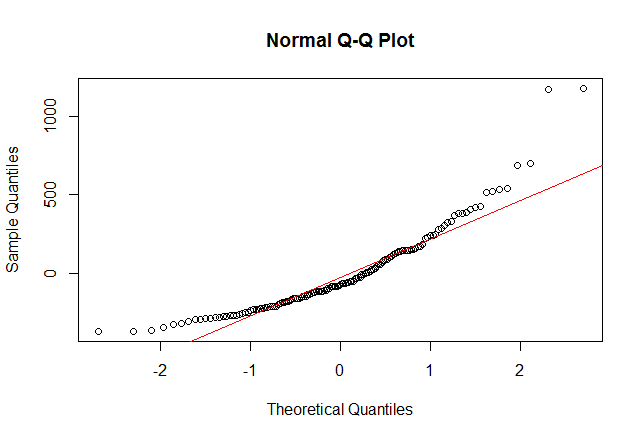 Normal Q-Q Plot
Sample Quantiles
1000
500
0
-2 -1 0 1 2
Theoretical Quantiles